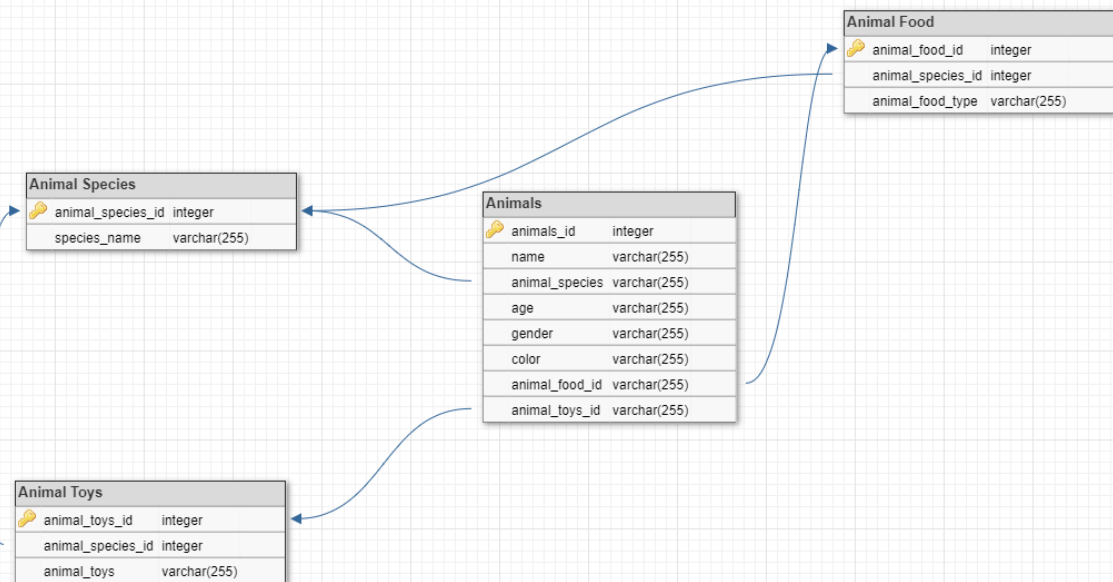 Animal Food
animal_food_id integer
animal_species_id integer
animal_food_type varchar(255)
Animal Species
animal_species_id integer
species_name varchar(255)
Animals
animals_id integer
name varchar(255)
animal_species varchar(255)
age varchar(255)
gender varchar(255)
color varchar(255)
animal_food_id varchar(255)
animal_toys_id varchar(255)
Animal Toys
animal_toys_id integer
animal_species_id integer
animal_toys varchar(255)